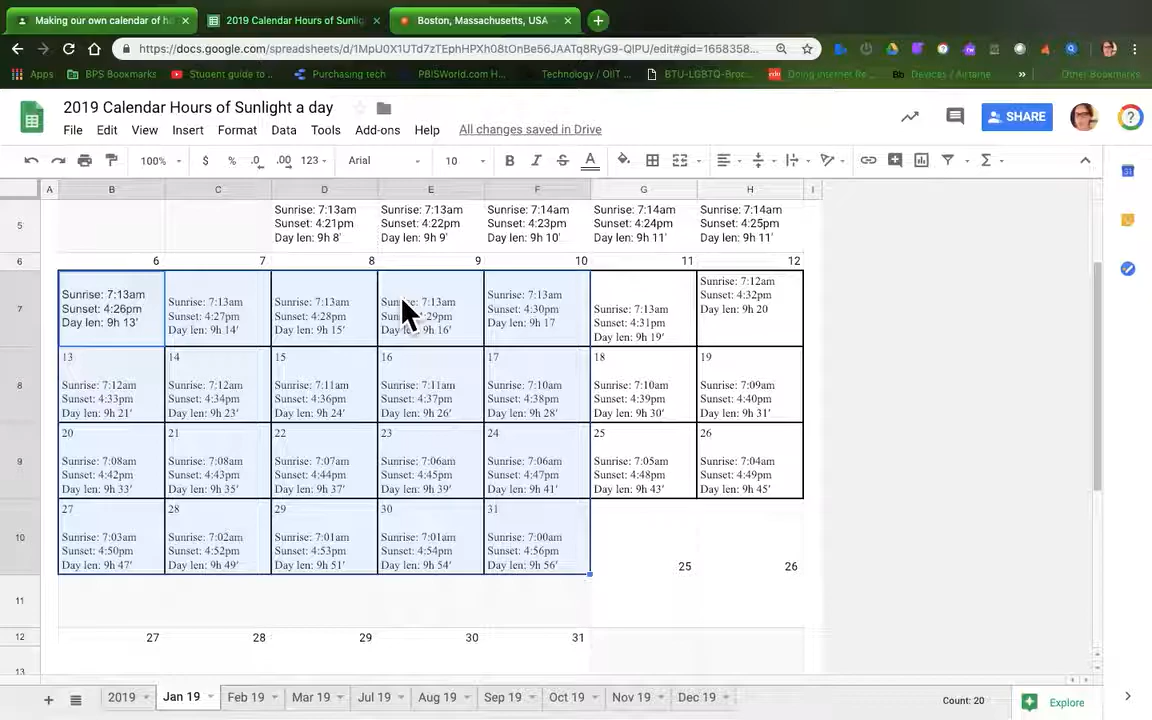 Making our own calendar of h
2019 Calendar Hours of Sunlig
Boston, Massachusetts, USA
https://docs.google.com/spreadsheets/d/1MpU0X1UTd7zTEphHPXh08tOnBe56JAATq8RyG9-QIPU/edit#gid=1658358...
Apps BPS Bookmarks Student guide to .. Purchasing tech PBISWorld.com H... Technology / OIIT ... BTU-LGBTQ-Broc... Doing Internet Re... Devices / Airtame » Other Bookmarks
2019 Calendar Hours of Sunlight a day
File Edit View Insert Format Data Tools Add-ons Help All changes saved in Drive
SHARE
100% $ % .0 .00 123 Arial 10 B I S A
A B C D E F G H I
5
Sunrise: 7:13am Sunrise: 7:13am Sunrise: 7:14am Sunrise: 7:14am Sunrise: 7:14am
Sunset: 4:21pm Sunset: 4:22pm Sunset: 4:23pm Sunset: 4:24pm Sunset: 4:25pm
Day len: 9h 8' Day len: 9h 9' Day len: 9h 10' Day len: 9h 11' Day len: 9h 11'
6 6 7 8 9 10 11 12
7
Sunrise: 7:13am Sunrise: 7:13am Sunrise: 7:13am Sunrise: 7:13am Sunrise: 7:13am Sunrise: 7:13am Sunrise: 7:12am
Sunset: 4:26pm Sunset: 4:27pm Sunset: 4:28pm :29pm Sunset: 4:30pm Sunset: 4:31pm Sunset: 4:32pm
Day len: 9h 13' Day len: 9h 14' Day len: 9h 15' Day len: 9h 16' Day len: 9h 17 Day len: 9h 19' Day len: 9h 20
13 14 15 16 17 18 19
8
Sunrise: 7:12am Sunrise: 7:12am Sunrise: 7:11am Sunrise: 7:11am Sunrise: 7:10am Sunrise: 7:10am Sunrise: 7:09am
Sunset: 4:33pm Sunset: 4:34pm Sunset: 4:36pm Sunset: 4:37pm Sunset: 4:38pm Sunset: 4:39pm Sunset: 4:40pm
Day len: 9h 21' Day len: 9h 23' Day len: 9h 24' Day len: 9h 26' Day len: 9h 28' Day len: 9h 30' Day len: 9h 31'
20 21 22 23 24 25 26
9
Sunrise: 7:08am Sunrise: 7:08am Sunrise: 7:07am Sunrise: 7:06am Sunrise: 7:06am Sunrise: 7:05am Sunrise: 7:04am
Sunset: 4:42pm Sunset: 4:43pm Sunset: 4:44pm Sunset: 4:45pm Sunset: 4:47pm Sunset: 4:48pm Sunset: 4:49pm
Day len: 9h 33' Day len: 9h 35' Day len: 9h 37' Day len: 9h 39' Day len: 9h 41' Day len: 9h 43' Day len: 9h 45'
27 28 29 30 31
10
Sunrise: 7:03am Sunrise: 7:02am Sunrise: 7:01am Sunrise: 7:01am Sunrise: 7:00am
Sunset: 4:50pm Sunset: 4:52pm Sunset: 4:53pm Sunset: 4:54pm Sunset: 4:56pm
Day len: 9h 47' Day len: 9h 49' Day len: 9h 51' Day len: 9h 54' Day len: 9h 56' 25 26
11
12 27 28 29 30 31
13
2019 Jan 19 Feb 19 Mar 19 Jul 19 Aug 19 Sep 19 Oct 19 Nov 19 Dec 19 Count: 20 Explore